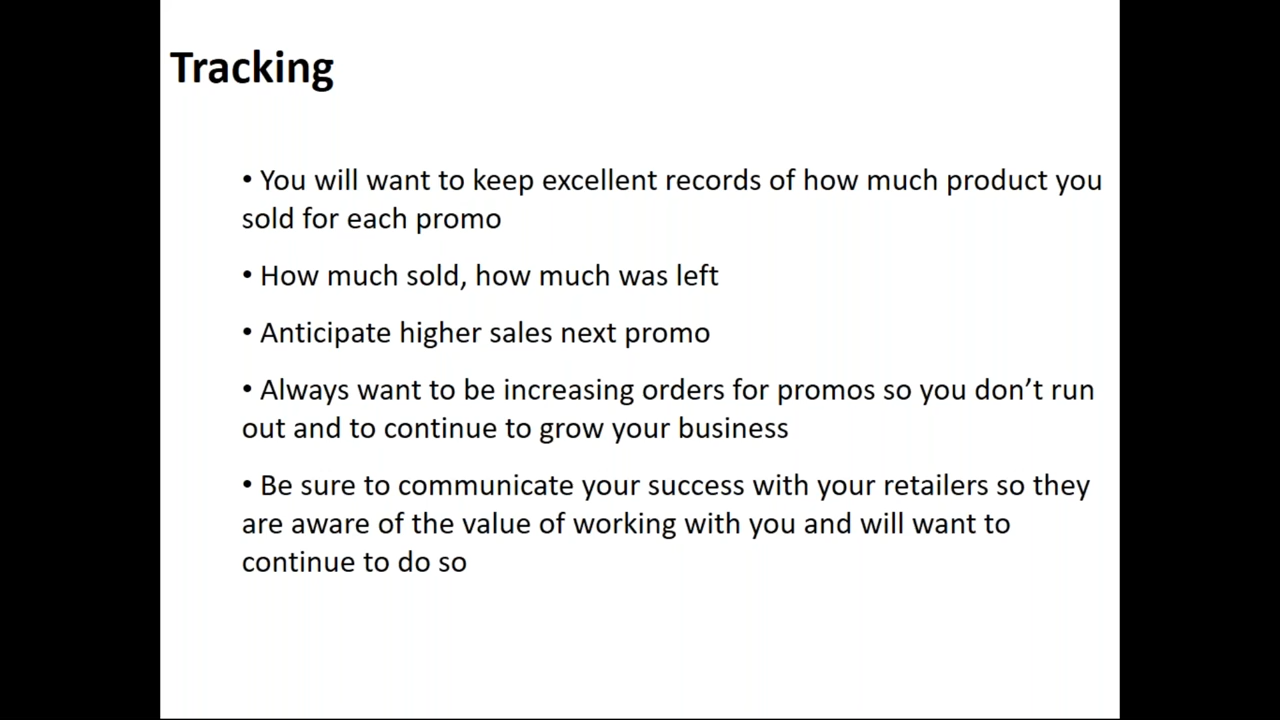 Tracking
• You will want to keep excellent records of how much product you
sold for each promo
• How much sold, how much was left
• Anticipate higher sales next promo
• Always want to be increasing orders for promos so you don’t run
out and to continue to grow your business
• Be sure to communicate your success with your retailers so they
are aware of the value of working with you and will want to
continue to do so